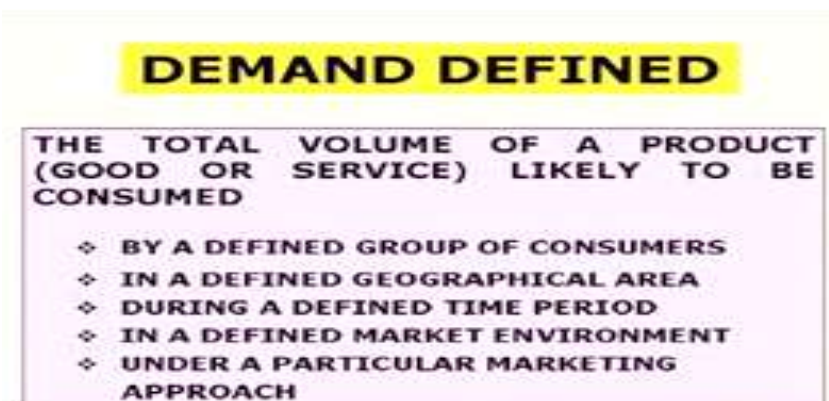 DEMAND DEFINED
THE TOTAL VOLUME OF A PRODUCT
(GOOD OR SERVICE) LIKELY TO BE
CONSUMED
❖ BY A DEFINED GROUP OF CONSUMERS
❖ IN A DEFINED GEOGRAPHICAL AREA
❖ DURING A DEFINED TIME PERIOD
❖ IN A DEFINED MARKET ENVIRONMENT
❖ UNDER A PARTICULAR MARKETING
APPROACH